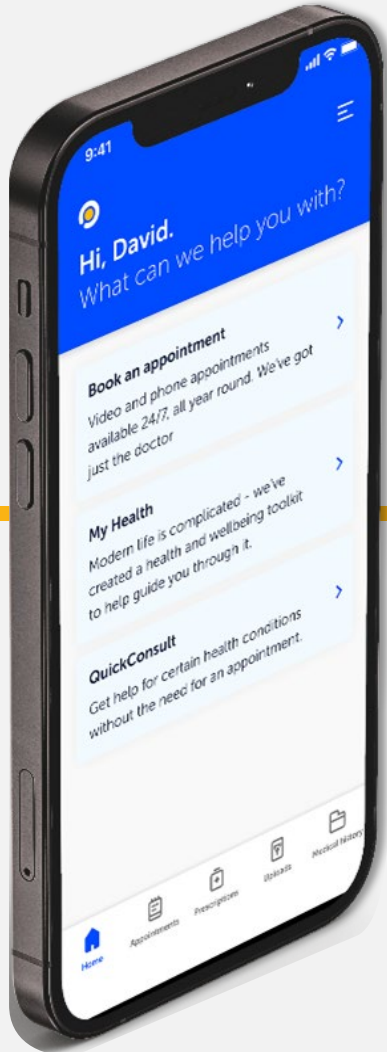 9:41
Hi, David.
What can we help you with?
Book an appointment
Video and phone appointments
available 24/7, all year round. We've got
just the doctor
My Health
Modern life is complicated - we've
created a health and wellbeing toolkit
to help guide you through it.
QuickConsult
Get help for certain health conditions
without the need for an appointment.
Home
Appointments
Prescriptions
Uploads
Medical history